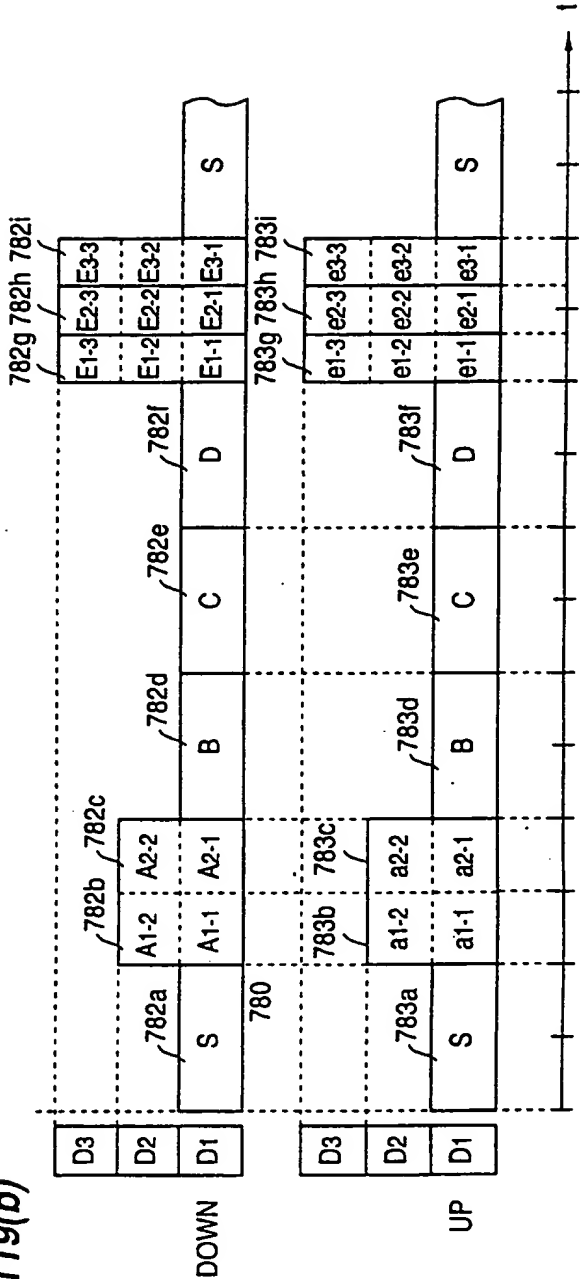 119(b)
782g 782h 782i
D3 E1-3 E2-3 E3-3
782b 782c
D2 A1-2 A2-2 E1-2 E2-2 E3-2
782a 782d 782e 782f
DOWN D1 S A1-1 A2-1 B C D E1-1 E2-1 E3-1 S
780
783g 783h 783i
D3 e1-3 e2-3 e3-3
783b 783c
D2 a1-2 a2-2 e1-2 e2-2 e3-2
783a 783d 783e 783f
UP D1 S a1-1 a2-1 B C D e1-1 e2-1 e3-1 S
t